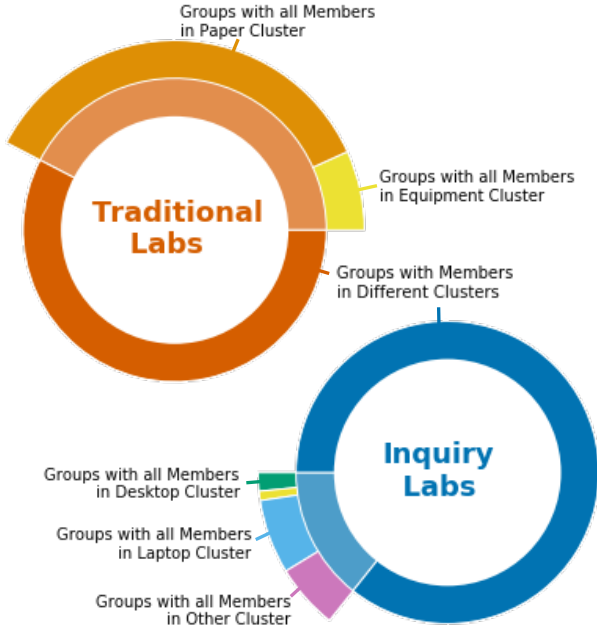 Groups with all Members
in Paper Cluster
Groups with all Members
in Equipment Cluster
Traditional
Labs
Groups with Members
in Different Clusters
Inquiry
Labs
Groups with all Members
in Desktop Cluster
Groups with all Members
in Laptop Cluster
Groups with all Members
in Other Cluster